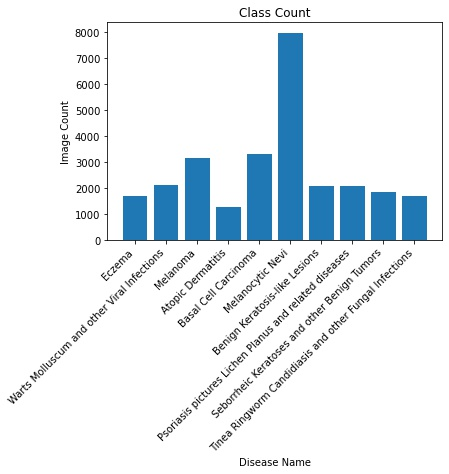 Class Count
8000
7000
6000
5000
4000
3000
2000
1000
0
Image Count
Eczema
Warts Molluscum and other Viral Infections
Melanoma
Atopic Dermatitis
Basal Cell Carcinoma
Melanocytic Nevi
Benign Keratosis-like Lesions
Psoriasis pictures Lichen Planus and related diseases
Seborrheic Keratoses and other Benign Tumors
Tinea Ringworm Candidiasis and other Fungal Infections
Disease Name